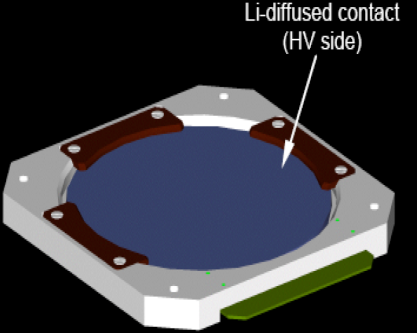 Li-diffused contact
(HV side)